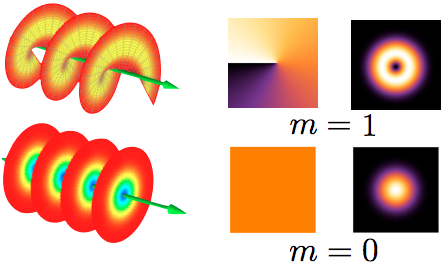 m = 1
m = 0